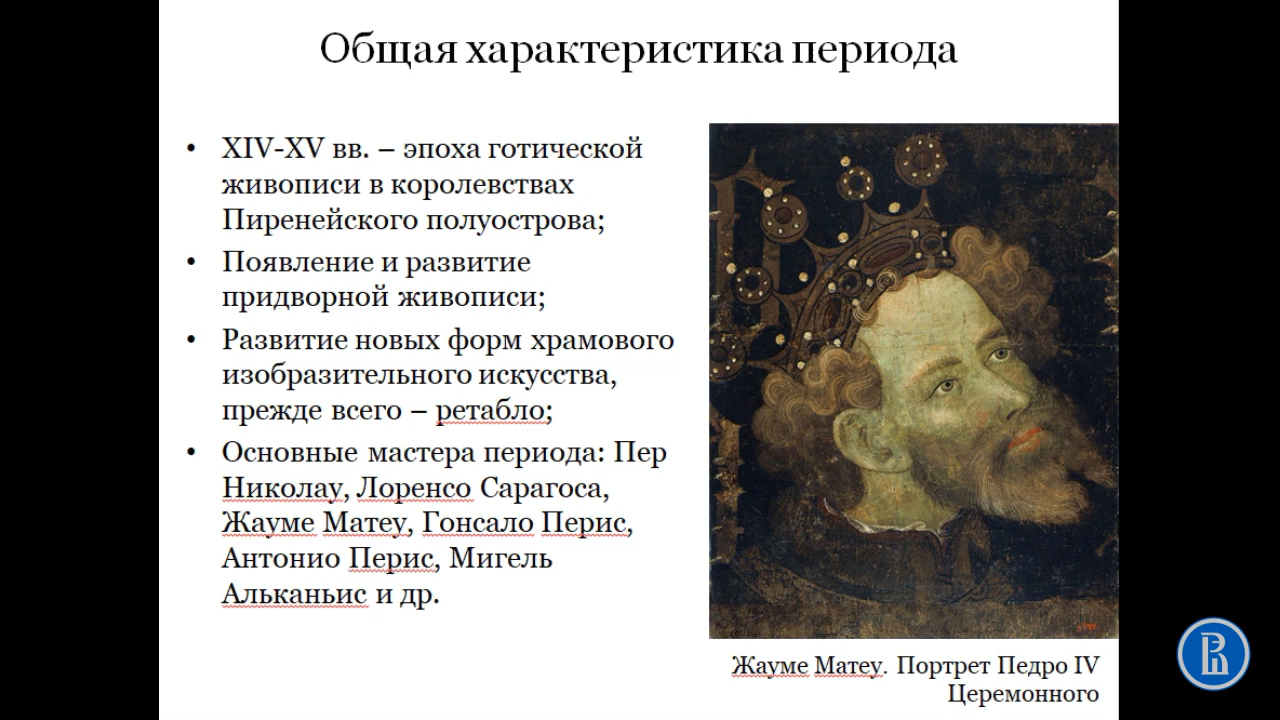 Общая характеристика периода
• XIV-XV вв. – эпоха готической
живописи в королевствах
Пиренейского полуострова;
• Появление и развитие
придворной живописи;
• Развитие новых форм храмового
изобразительного искусства,
прежде всего – ретабло;
• Основные мастера периода: Пер
Николау, Лоренсо Сарагоса,
Жауме Матеу, Гонсало Перис,
Антонио Перис, Мигель
Альканьис и др.
Жауме Матеу. Портрет Педро IV
Церемонного